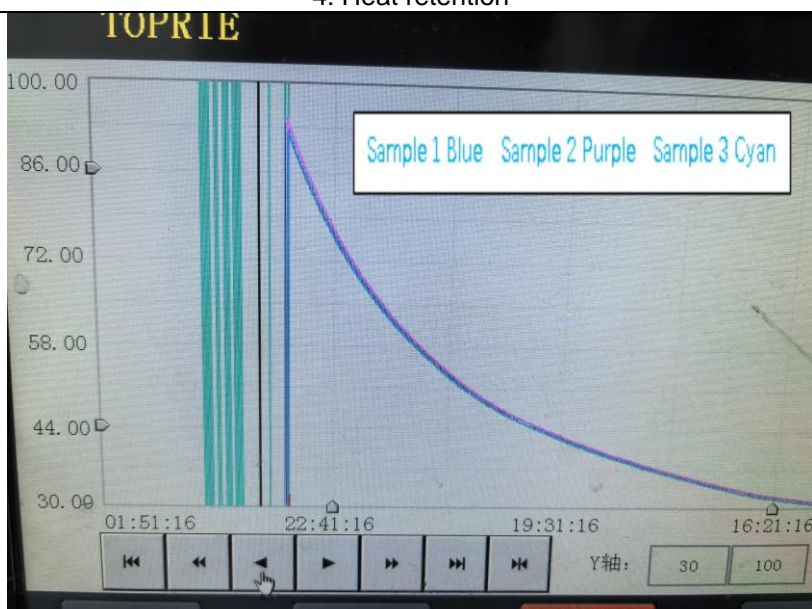 4. Heat retention
TOPRIE
Sample 1 Blue Sample 2 Purple Sample 3 Cyan
100.00
86.00
72.00
58.00
44.00
30.00
01:51:16 22:41:16 19:31:16 16:21:16
Y轴: 30 100